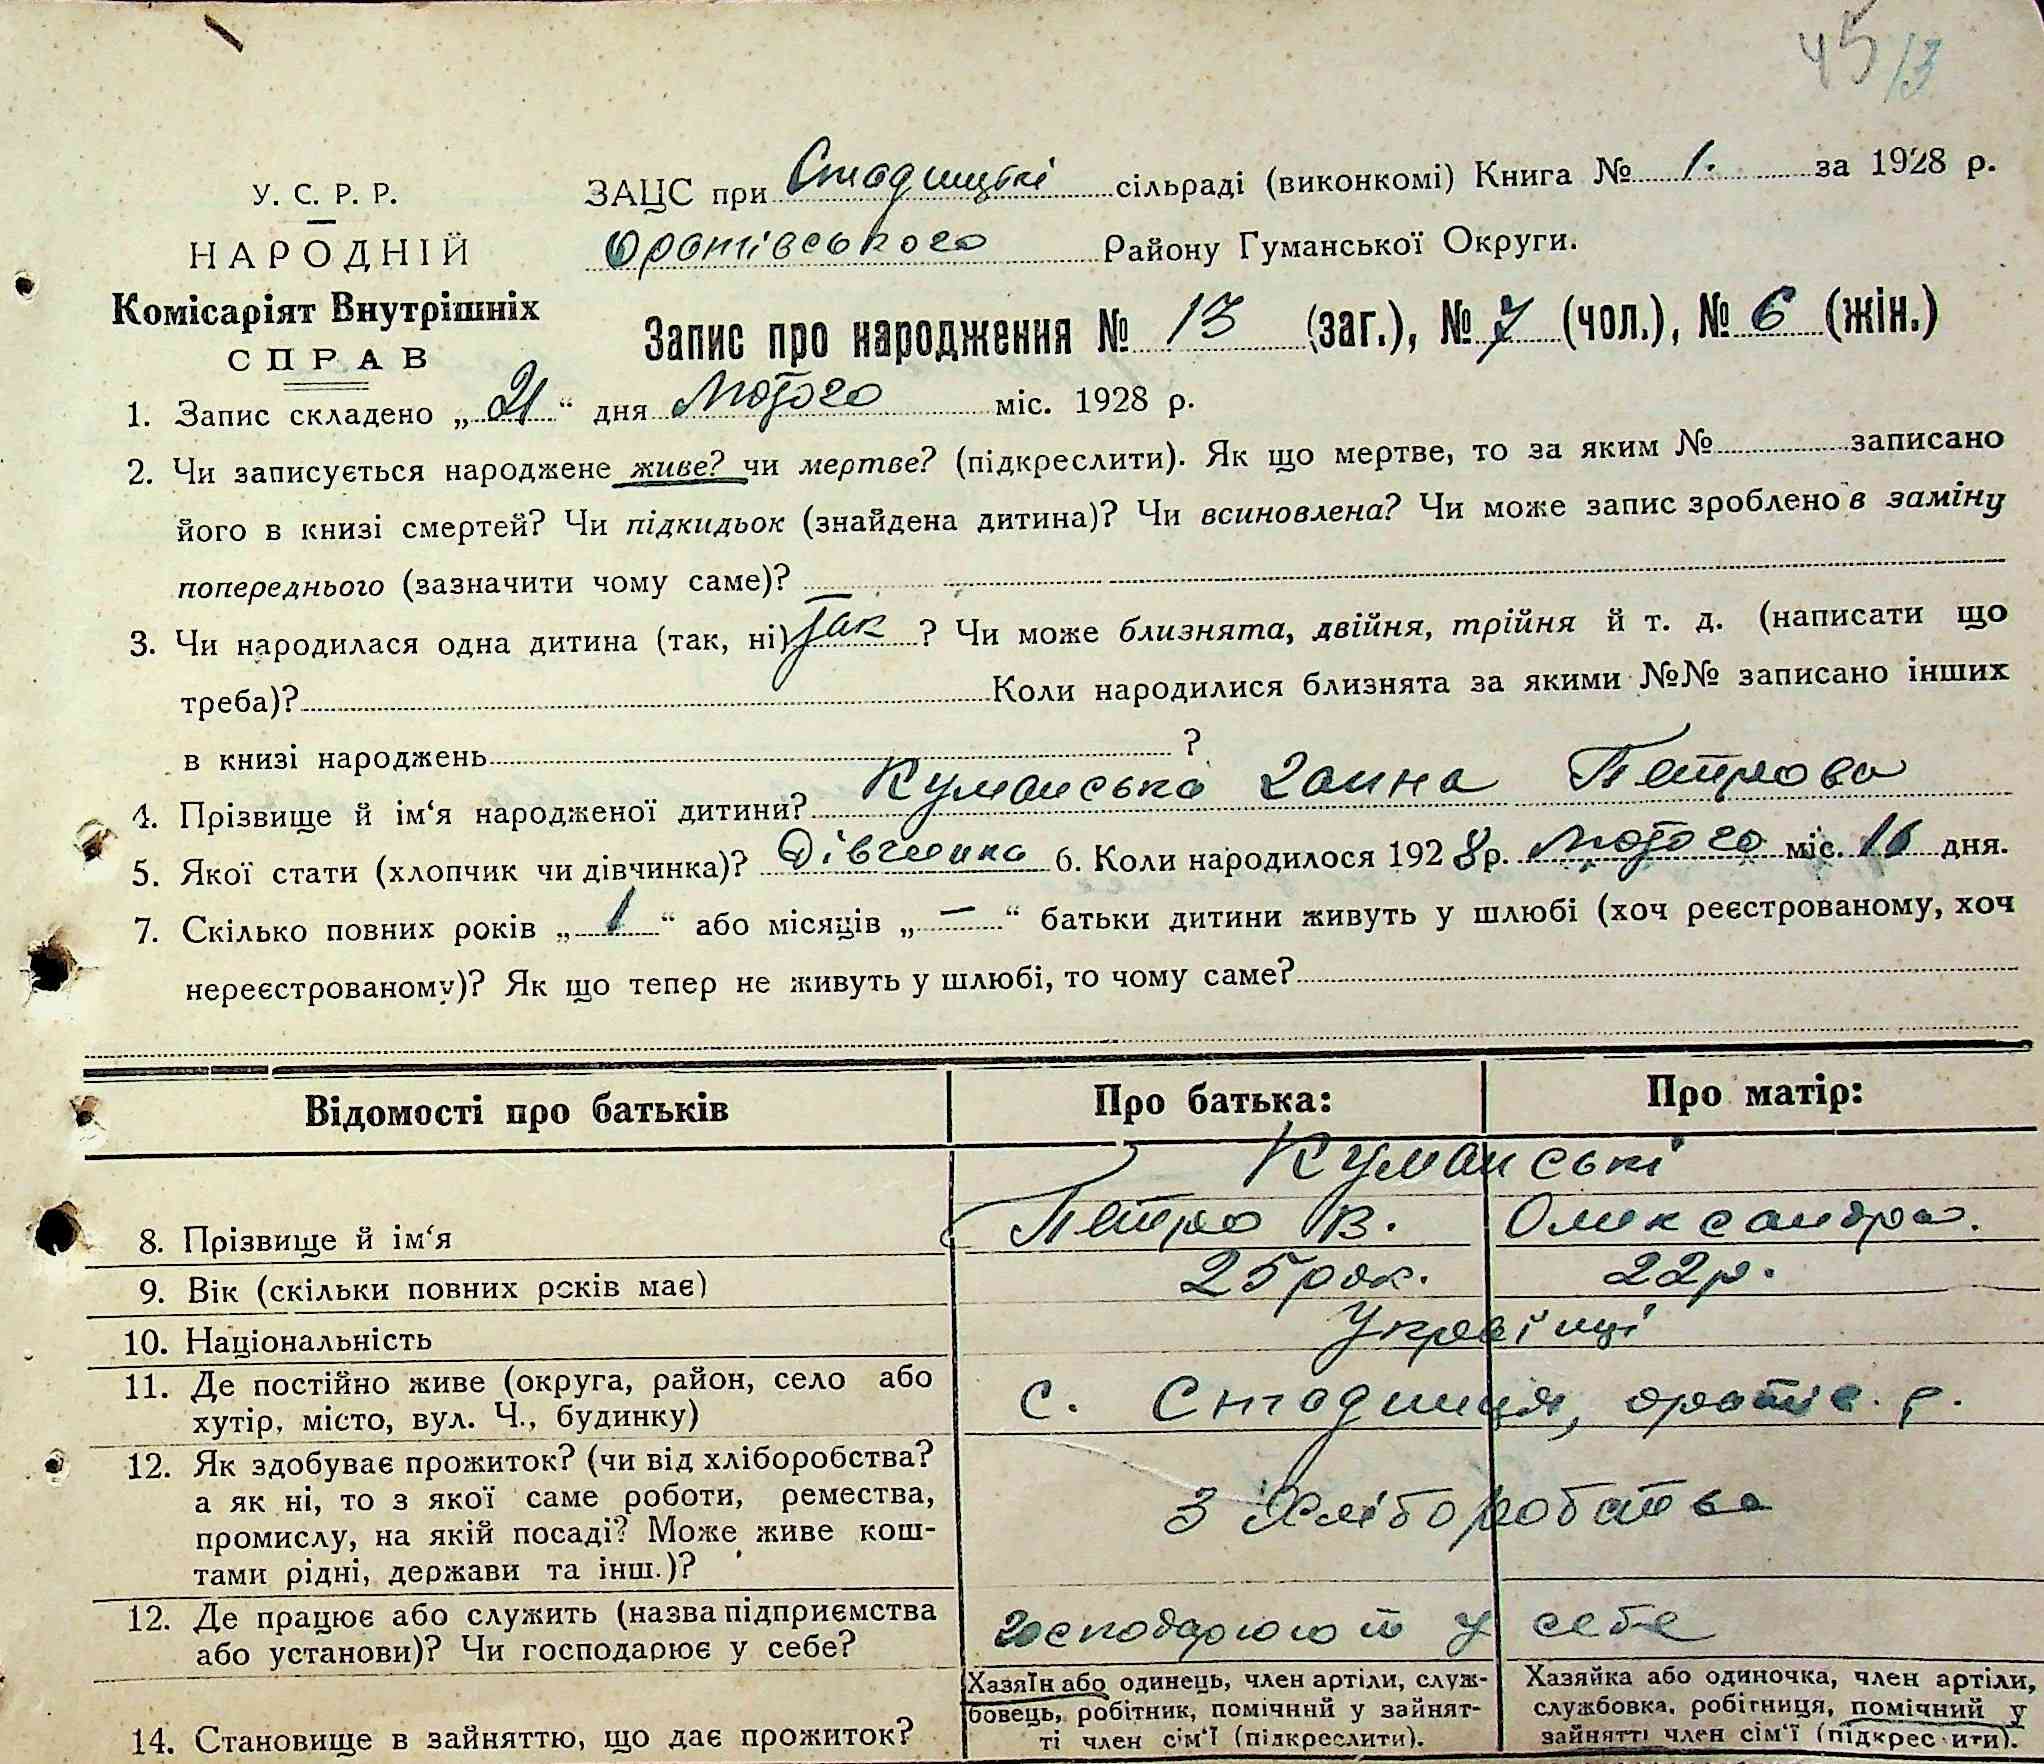 45/3
У. С. Р. Р.
НАРОДНІЙ
Комісаріят Внутрішніх
СПРАВ
ЗАЦС при Стадницькі сільраді (виконкомі) Книга № 1. за 1928 р.
Оратівського Району Гуманської Округи.
Запис про народження № 13 (заг.), № 7 (чол.), № 6 (жін.)
1. Запис складено „21“ дня Лютого міс. 1928 р.
2. Чи записується народжене живе? чи мертве? (підкреслити). Як що мертве, то за яким № записано
його в книзі смертей? Чи підкидьок (знайдена дитина)? Чи всиновлена? Чи може запис зроблено в заміну
попереднього (зазначити чому саме)?
3. Чи народилася одна дитина (так, ні) Так ? Чи може близнята, двійня, трійня й т. д. (написати що
треба)? Коли народилися близнята за якими №№ записано інших
в книзі народжень ?
4. Прізвище й ім‘я народженої дитини? Куманська Ганна Петрова
5. Якої стати (хлопчик чи дівчинка)? Дівчинка 6. Коли народилося 1928 р. Лютого міс. 16 дня.
7. Скілько повних років „1“ або місяців „—“ батьки дитини живуть у шлюбі (хоч реєстрованому, хоч
нереєстрованому)? Як що тепер не живуть у шлюбі, то чому саме?
Відомості про батьків Про батька: Про матір:
Куманські
8. Прізвище й ім‘я Петро В. Олександра.
9. Вік (скільки повних років має) 25 рок. 22 р.
10. Національність Українці
11. Де постійно живе (округа, район, село або
хутір, місто, вул. Ч., будинку) с. Стадниця, оратів. р.
12. Як здобуває прожиток? (чи від хліборобства?
а як ні, то з якої саме роботи, ремества,
промислу, на якій посаді? Може живе кош-
тами рідні, держави та інш.)? З Хліборобства
12. Де працює або служить (назва підприємства
або установи)? Чи господарює у себе? господарюют у себе
14. Становище в зайняттю, що дає прожиток?
Хазяїн або одинець, член артіли, служ-
бовець, робітник, помічний у зайнят-
ті член сім‘ї (підкреслити).
Хазяйка або одиночка, член артіли,
службовка, робітниця, помічний у
зайнятті член сім‘ї (підкреслити).